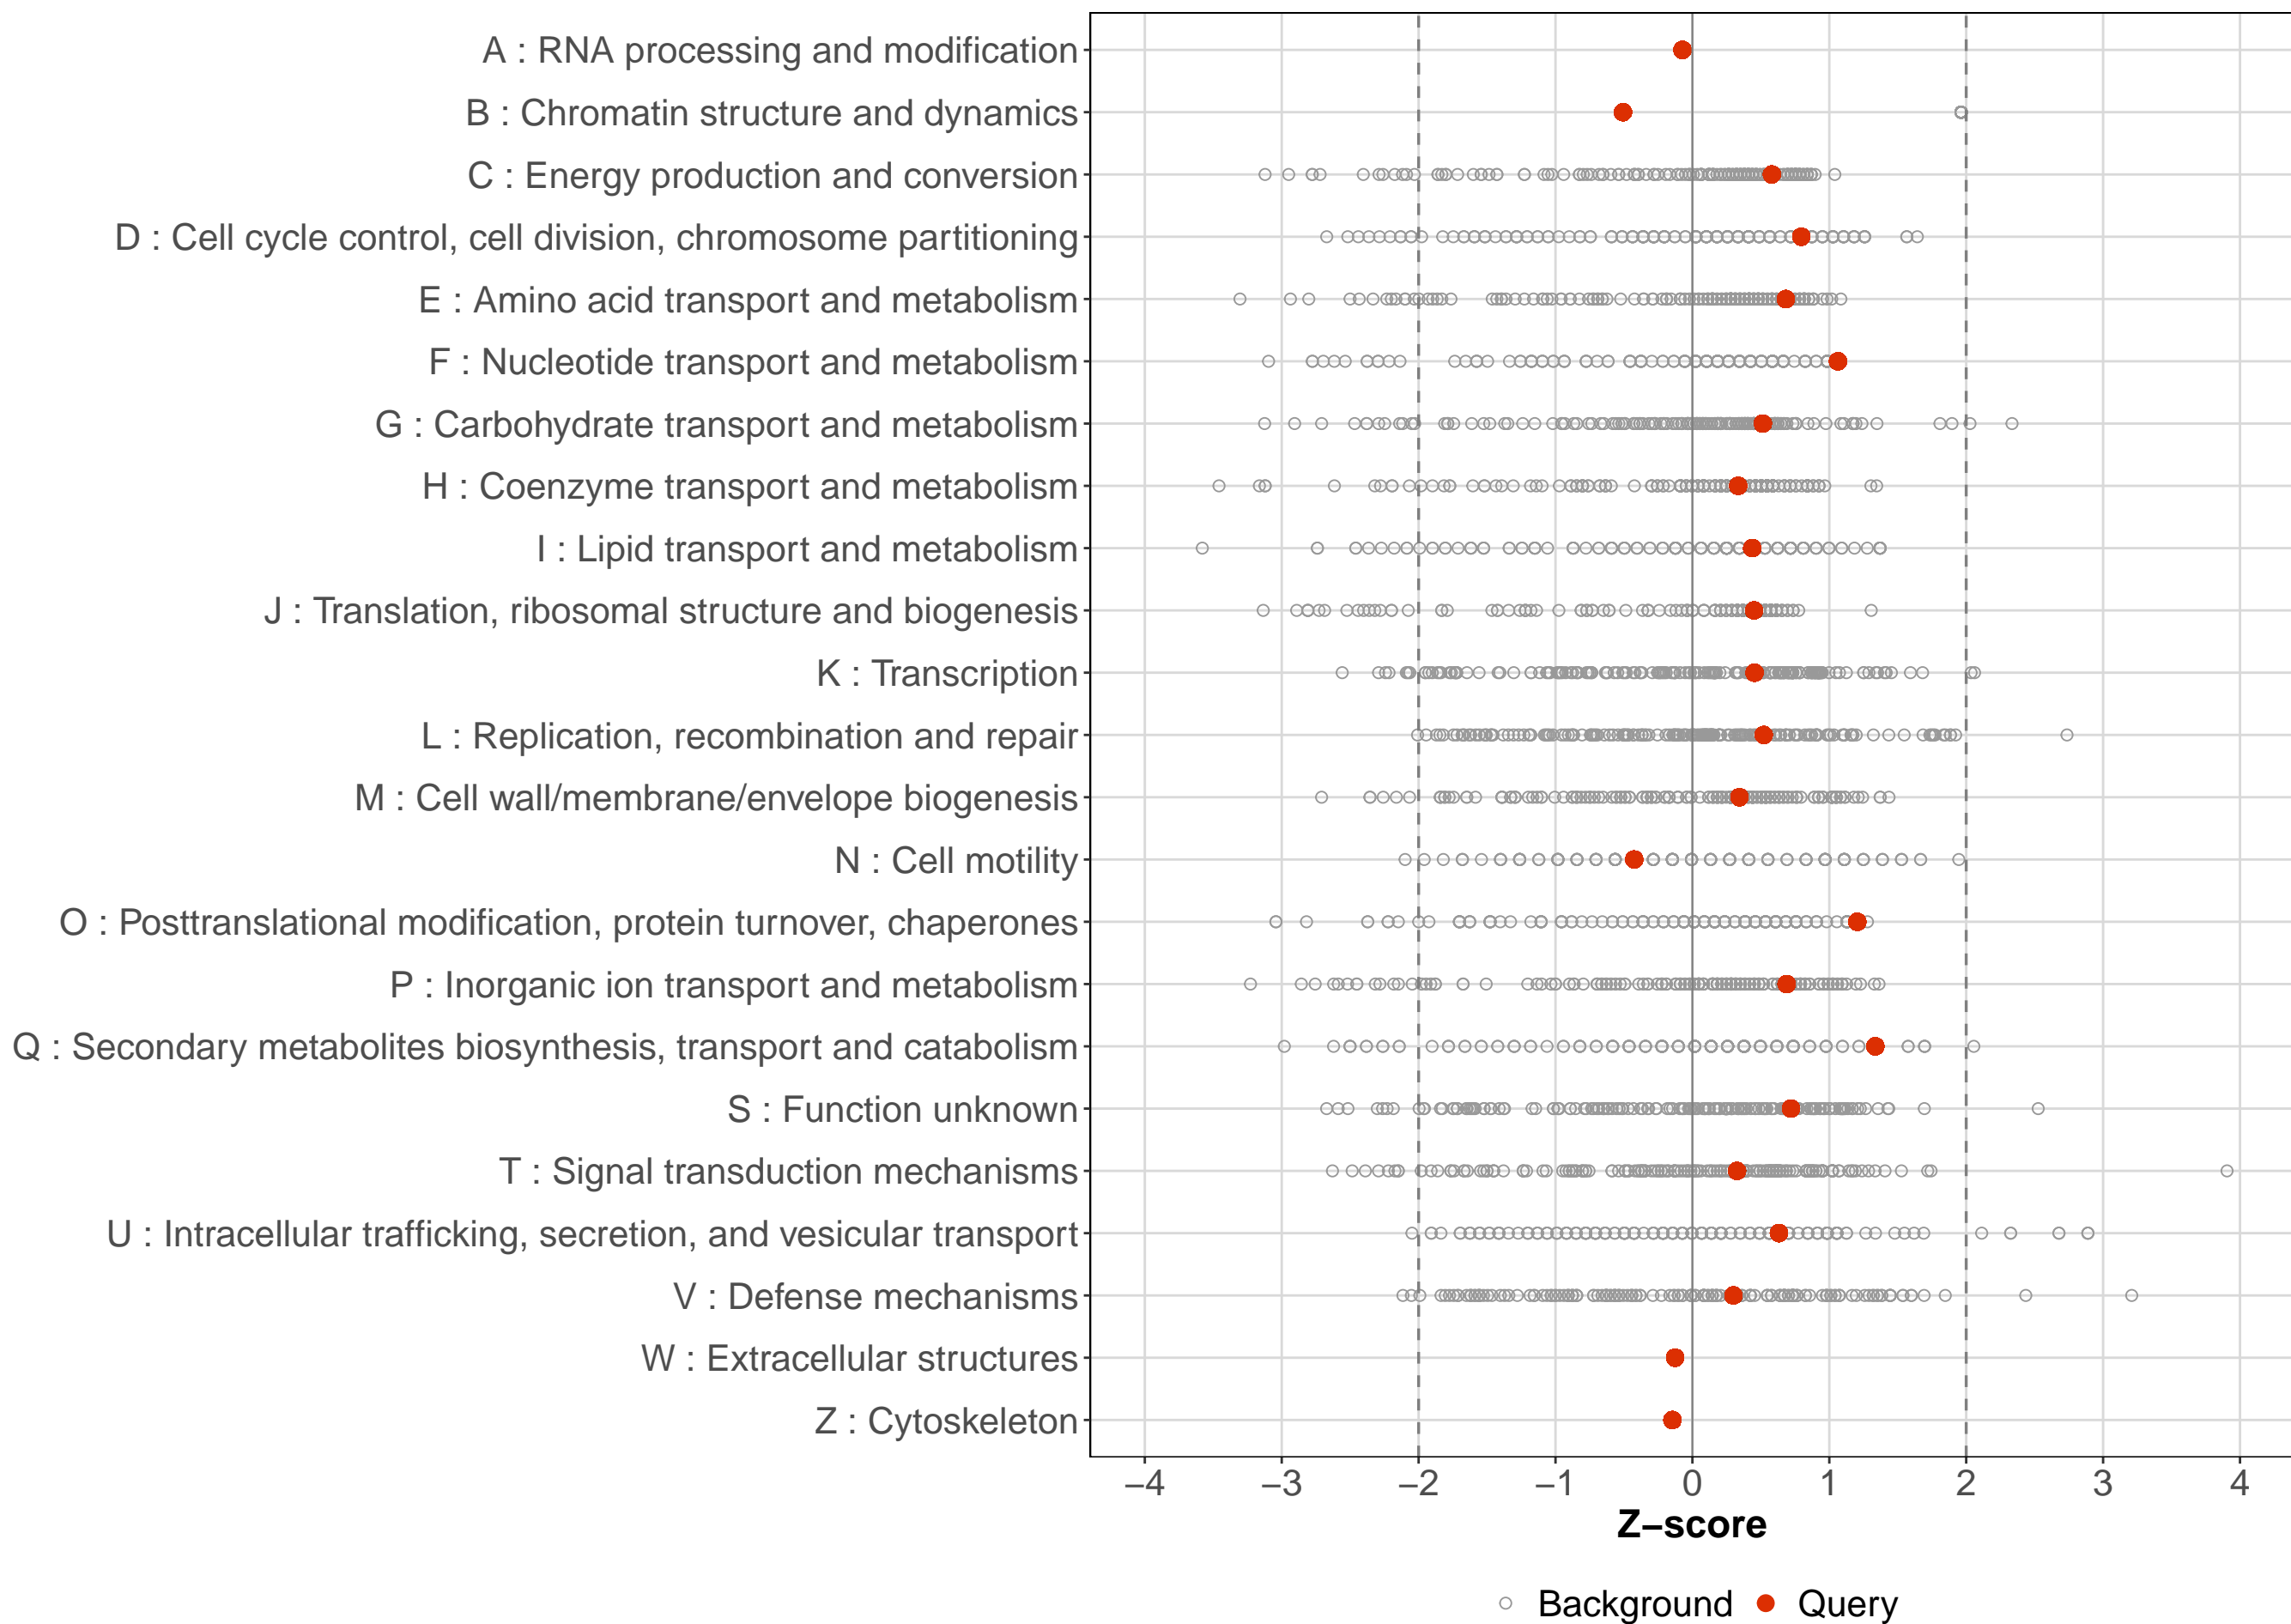 A : RNA processing and modification
B : Chromatin structure and dynamics
C : Energy production and conversion
D : Cell cycle control, cell division, chromosome partitioning
E : Amino acid transport and metabolism
F : Nucleotide transport and metabolism
G : Carbohydrate transport and metabolism
H : Coenzyme transport and metabolism
I : Lipid transport and metabolism
J : Translation, ribosomal structure and biogenesis
K : Transcription
L : Replication, recombination and repair
M : Cell wall/membrane/envelope biogenesis
N : Cell motility
O : Posttranslational modification, protein turnover, chaperones
P : Inorganic ion transport and metabolism
Q : Secondary metabolites biosynthesis, transport and catabolism
S : Function unknown
T : Signal transduction mechanisms
U : Intracellular trafficking, secretion, and vesicular transport
V : Defense mechanisms
W : Extracellular structures
Z : Cytoskeleton
−4 −3 −2 −1 0 1 2 3 4
Z−score
Background Query